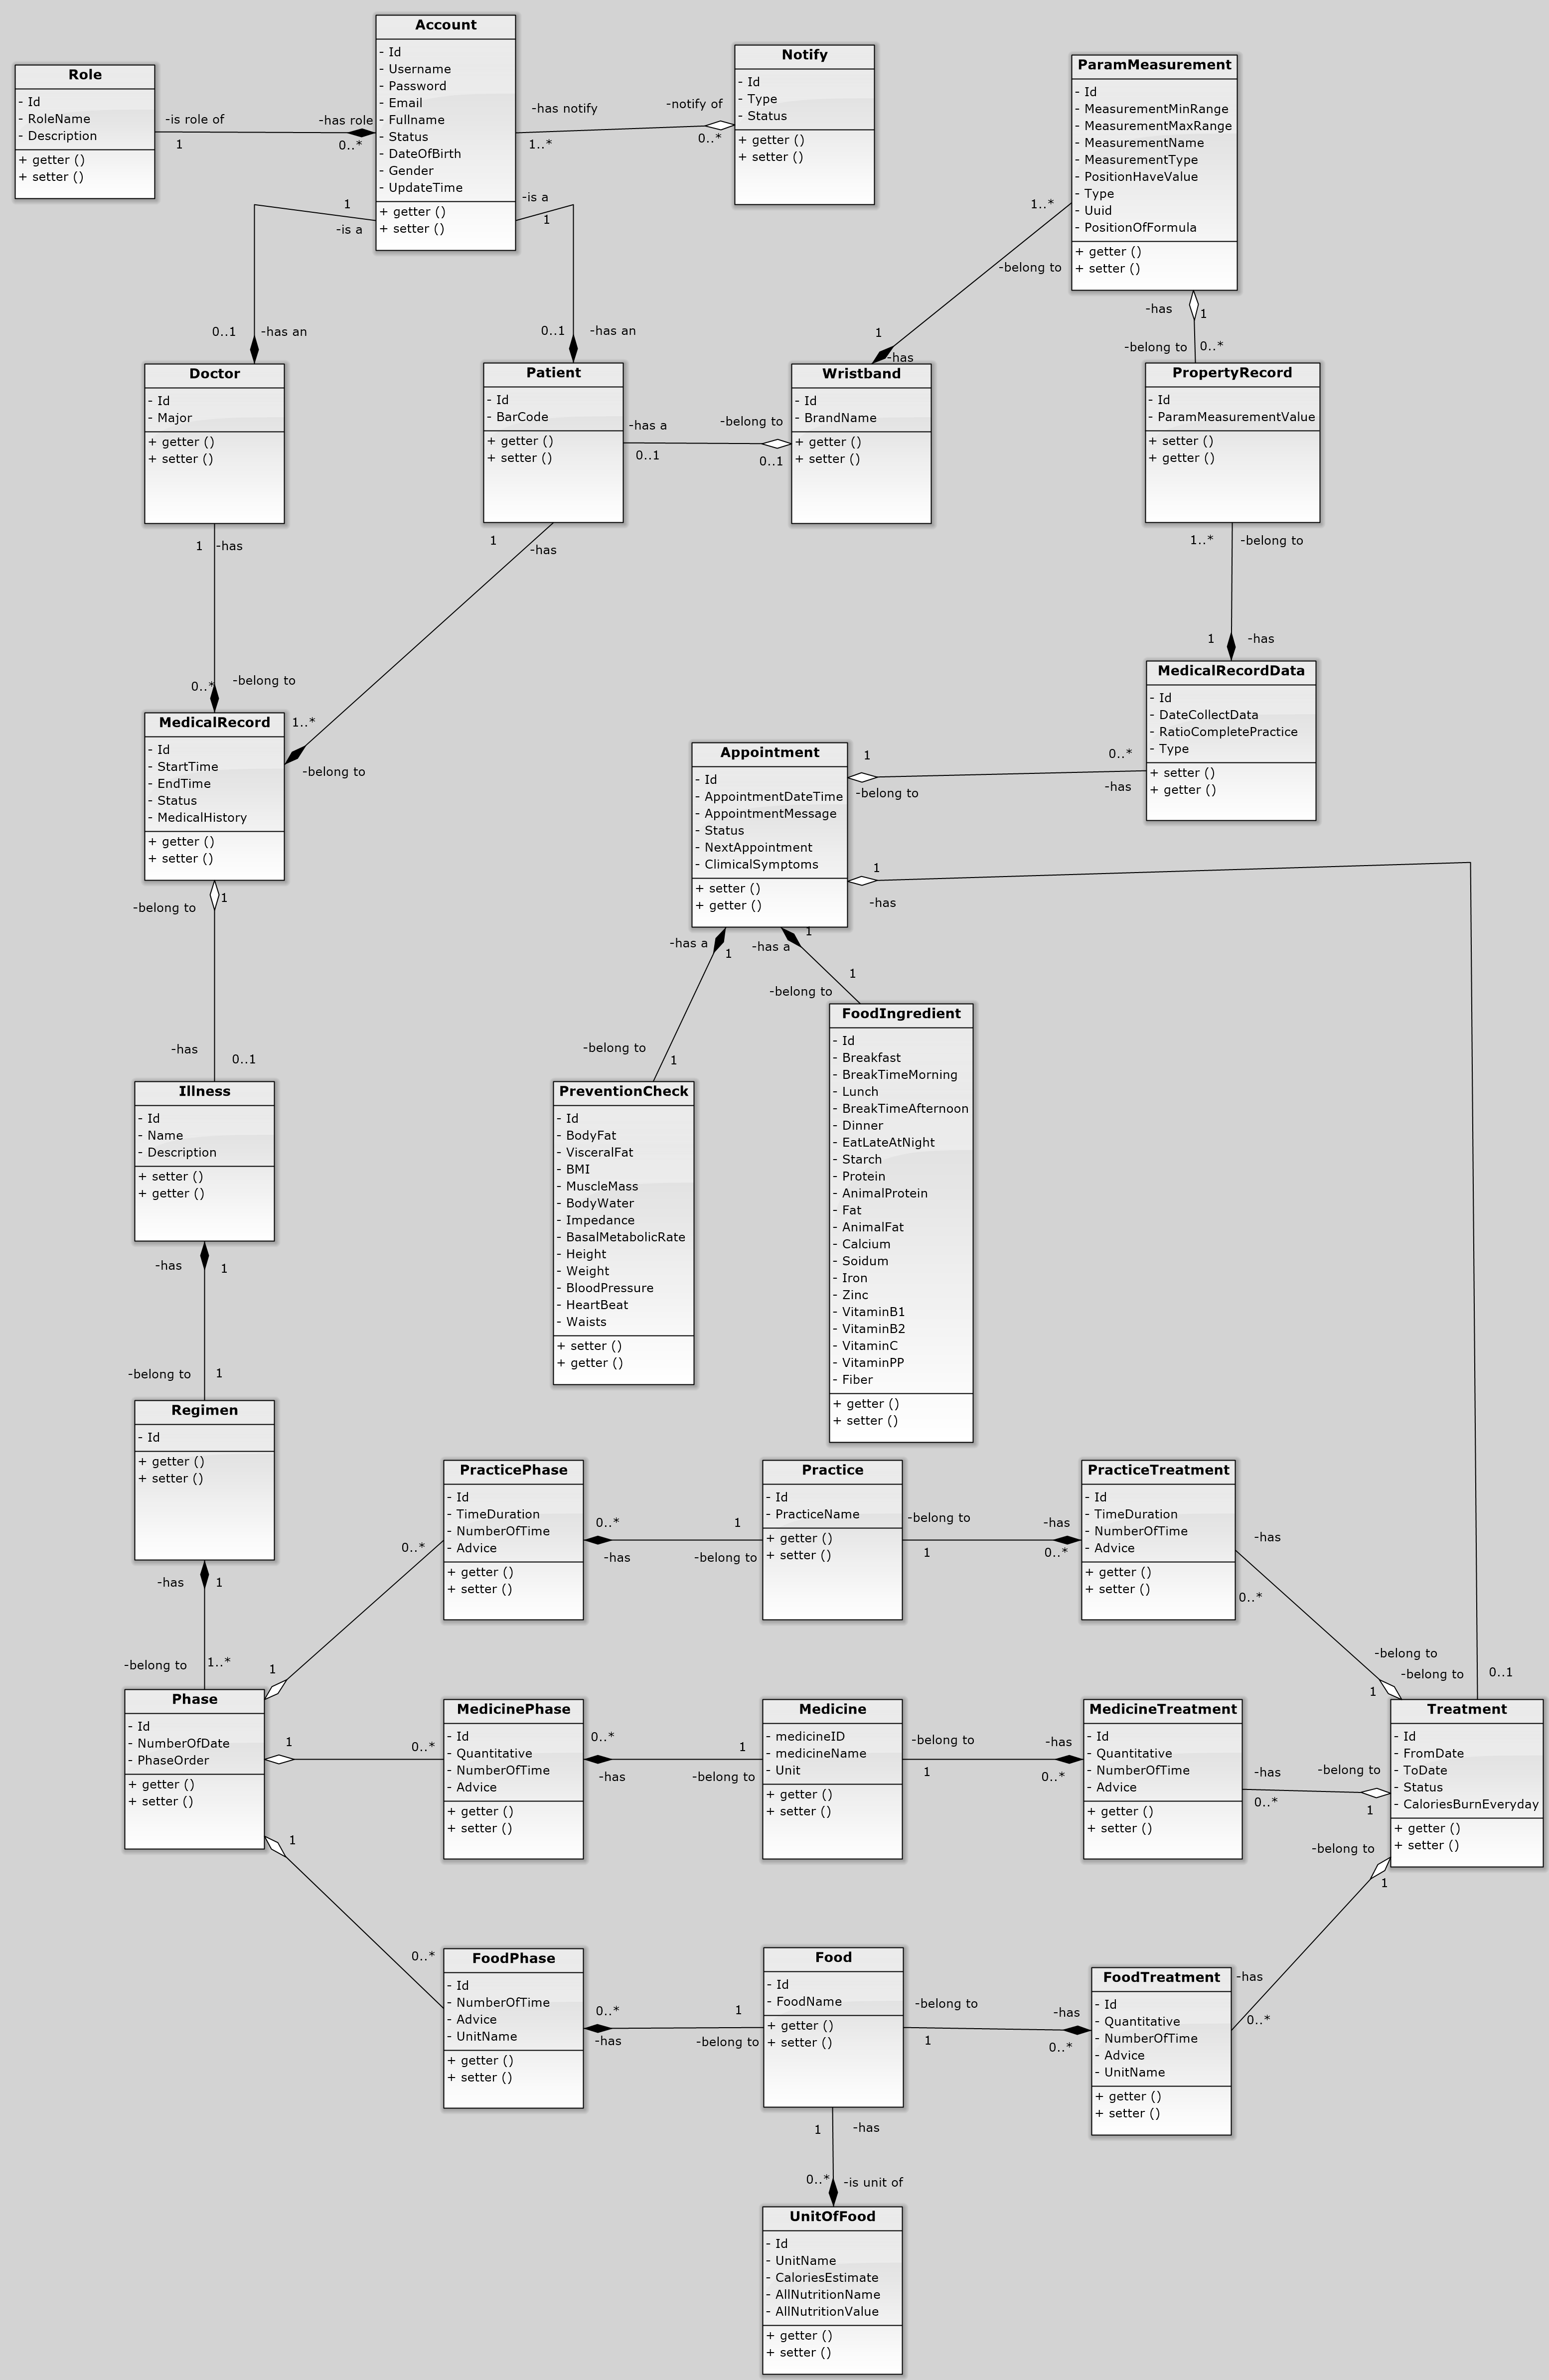 Account
- Id
- Username
- Password
- Email
- Fullname
- Status
- DateOfBirth
- Gender
- UpdateTime
+ getter ()
+ setter ()
Role
- Id
- RoleName
- Description
+ getter ()
+ setter ()
-is role of
1
-has role
0..*
-has notify
1..*
-notify of
0..*
Notify
- Id
- Type
- Status
+ getter ()
+ setter ()
ParamMeasurement
- Id
- MeasurementMinRange
- MeasurementMaxRange
- MeasurementName
- MeasurementType
- PositionHaveValue
- Type
- Uuid
- PositionOfFormula
+ getter ()
+ setter ()
1
-is a
-is a
1
1..*
-belong to
0..1
-has an
0..1
-has an
1
-has
-has
1
-belong to
0..*
Doctor
- Id
- Major
+ getter ()
+ setter ()
Patient
- Id
- BarCode
+ getter ()
+ setter ()
-has a
0..1
-belong to
0..1
Wristband
- Id
- BrandName
+ getter ()
+ setter ()
PropertyRecord
- Id
- ParamMeasurementValue
+ setter ()
+ getter ()
1
-has
1
-has
1..*
-belong to
1
-has
0..*
-belong to
1..*
-belong to
MedicalRecord
- Id
- StartTime
- EndTime
- Status
- MedicalHistory
+ getter ()
+ setter ()
MedicalRecordData
- Id
- DateCollectData
- RatioCompletePractice
- Type
+ setter ()
+ getter ()
Appointment
- Id
- AppointmentDateTime
- AppointmentMessage
- Status
- NextAppointment
- ClimicalSymptoms
+ setter ()
+ getter ()
1
-belong to
0..*
-has
1
-has
-belong to
1
-has
0..1
-has a
1
-has a
1
1
-belong to
-belong to
1
Illness
- Id
- Name
- Description
+ setter ()
+ getter ()
PreventionCheck
- Id
- BodyFat
- VisceralFat
- BMI
- MuscleMass
- BodyWater
- Impedance
- BasalMetabolicRate
- Height
- Weight
- BloodPressure
- HeartBeat
- Waists
+ setter ()
+ getter ()
FoodIngredient
- Id
- Breakfast
- BreakTimeMorning
- Lunch
- BreakTimeAfternoon
- Dinner
- EatLateAtNight
- Starch
- Protein
- AnimalProtein
- Fat
- AnimalFat
- Calcium
- Soidum
- Iron
- Zinc
- VitaminB1
- VitaminB2
- VitaminC
- VitaminPP
- Fiber
+ getter ()
+ setter ()
-has
1
-belong to
1
Regimen
- Id
+ getter ()
+ setter ()
-has
1
-belong to
1..*
PracticePhase
- Id
- TimeDuration
- NumberOfTime
- Advice
+ getter ()
+ setter ()
0..*
1
0..*
-has
1
-belong to
Practice
- Id
- PracticeName
+ getter ()
+ setter ()
-belong to
1
-has
0..*
PracticeTreatment
- Id
- TimeDuration
- NumberOfTime
- Advice
+ getter ()
+ setter ()
-has
0..*
-belong to
1
-belong to
0..1
Phase
- Id
- NumberOfDate
- PhaseOrder
+ getter ()
+ setter ()
1
0..*
MedicinePhase
- Id
- Quantitative
- NumberOfTime
- Advice
+ getter ()
+ setter ()
0..*
-has
1
-belong to
Medicine
- medicineID
- medicineName
- Unit
+ getter ()
+ setter ()
-belong to
1
-has
0..*
MedicineTreatment
- Id
- Quantitative
- NumberOfTime
- Advice
+ getter ()
+ setter ()
-has
0..*
-belong to
1
Treatment
- Id
- FromDate
- ToDate
- Status
- CaloriesBurnEveryday
+ getter ()
+ setter ()
1
0..*
-belong to
1
-has
0..*
FoodPhase
- Id
- NumberOfTime
- Advice
- UnitName
+ getter ()
+ setter ()
0..*
-has
1
-belong to
Food
- Id
- FoodName
+ getter ()
+ setter ()
-belong to
1
-has
0..*
FoodTreatment
- Id
- Quantitative
- NumberOfTime
- Advice
- UnitName
+ getter ()
+ setter ()
1
-has
0..*
-is unit of
UnitOfFood
- Id
- UnitName
- CaloriesEstimate
- AllNutritionName
- AllNutritionValue
+ getter ()
+ setter ()